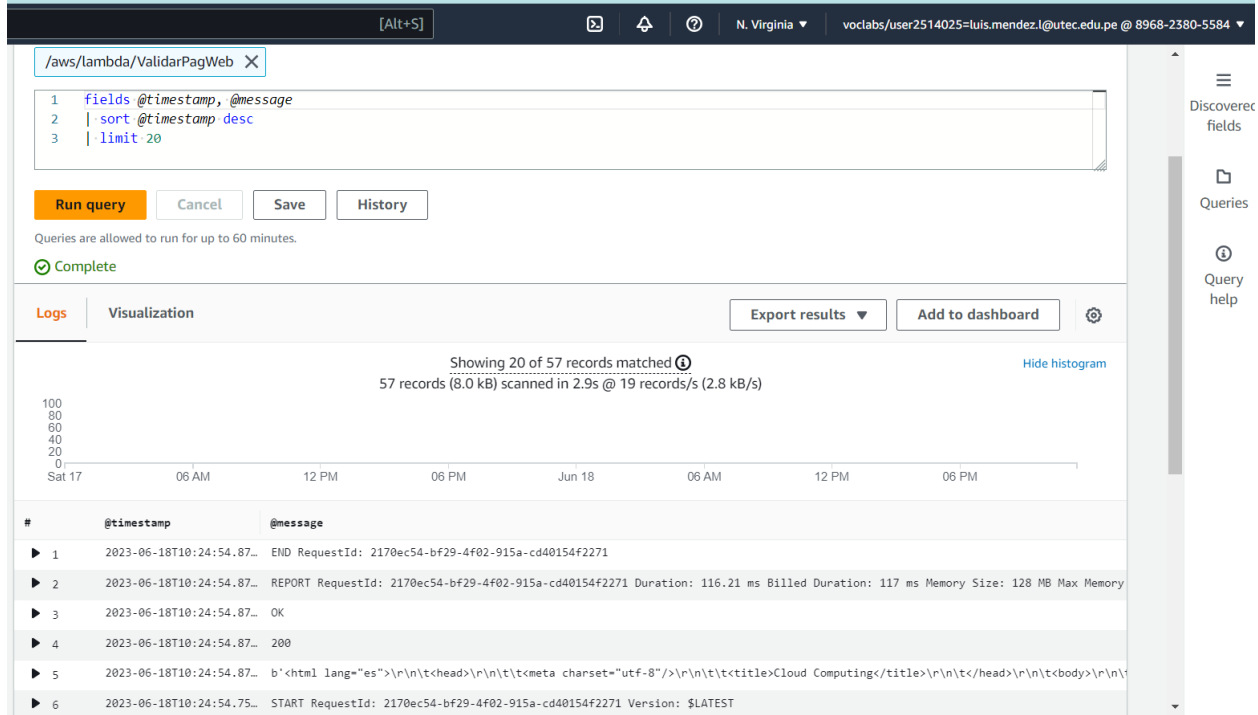 [Alt+S]
N. Virginia ▼
voclabs/user2514025=luis.mendez.l@utec.edu.pe @ 8968-2380-5584 ▼
/aws/lambda/ValidarPagWeb
1 fields @timestamp, @message
2 | sort @timestamp desc
3 | limit 20
Run query Cancel Save History
Queries are allowed to run for up to 60 minutes.
Complete
Discovered
fields
Queries
Query
help
Logs Visualization Export results ▼ Add to dashboard
Showing 20 of 57 records matched
Hide histogram
57 records (8.0 kB) scanned in 2.9s @ 19 records/s (2.8 kB/s)
100
80
60
40
20
0
Sat 17 06 AM 12 PM 06 PM Jun 18 06 AM 12 PM 06 PM
# @timestamp @message
1 2023-06-18T10:24:54.87… END RequestId: 2170ec54-bf29-4f02-915a-cd40154f2271
2 2023-06-18T10:24:54.87… REPORT RequestId: 2170ec54-bf29-4f02-915a-cd40154f2271 Duration: 116.21 ms Billed Duration: 117 ms Memory Size: 128 MB Max Memory
3 2023-06-18T10:24:54.87… OK
4 2023-06-18T10:24:54.87… 200
5 2023-06-18T10:24:54.87… b'<html lang="es">\r\n\t<head>\r\n\t\t<meta charset="utf-8"/>\r\n\t\t<title>Cloud Computing</title>\r\n\t</head>\r\n\t<body>\r\n\t
6 2023-06-18T10:24:54.75… START RequestId: 2170ec54-bf29-4f02-915a-cd40154f2271 Version: $LATEST